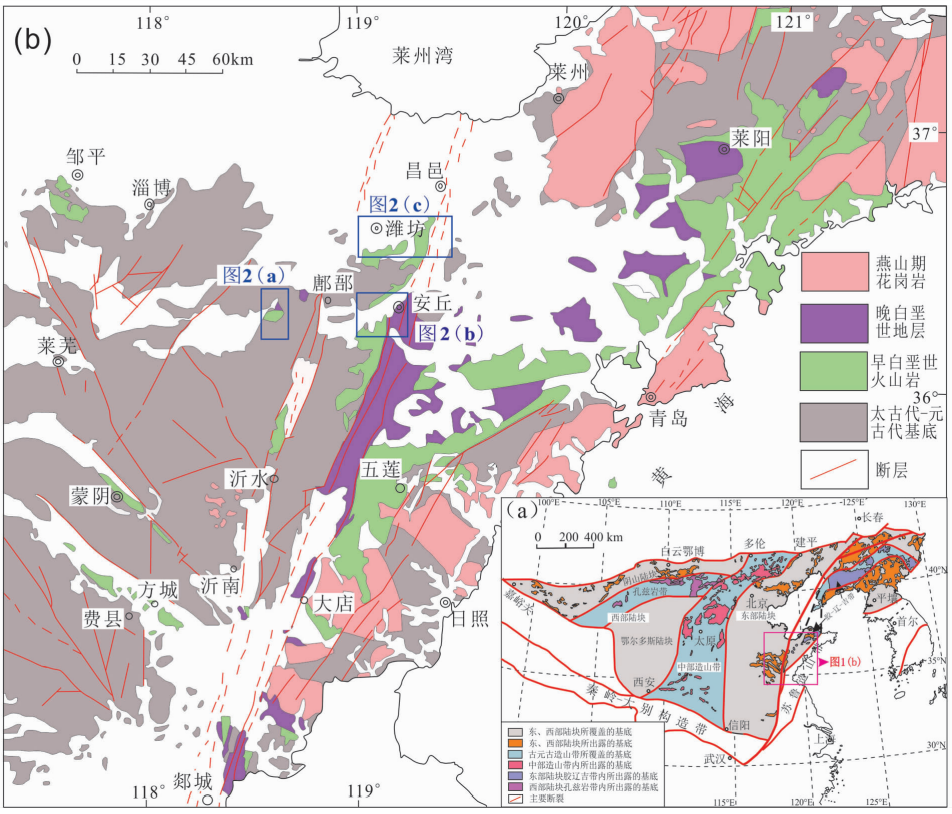 (b)
118°
119°
120°
121°
0 15 30 45 60km
莱州湾
莱州
37°
莱阳
邹平
淄博
昌邑
图2(c)
潍坊
图2(a)
鄌郚
安丘
图2(b)
莱芜
燕山期
花岗岩
晚白垩
世地层
早白垩世
火山岩
36°
太古代-元
古代基底
断层
青岛
黄 海
五莲
沂水
蒙阴
沂南
方城
费县
大店
日照
郯城
118°
119°
(a)
100°E
105°E
110°E
115°E
120°E
125°E
130°E
0 200 400 km
长春
多伦
建平
白云鄂博
阴山陆块
孔兹岩带
嘉峪关
西部陆块
北京
东部陆块
胶-辽-吉带
平壤
首尔
40°N
鄂尔多斯陆块
太原
中部造山带
图1(b)
35°N
西安
秦岭-大别构造带
信阳
苏鲁造山带
上海
武汉
30°N
115°E
120°E
125°E
东、西部陆块所覆盖的基底
东、西部陆块所出露的基底
古元古造山带所覆盖的基底
中部造山带内所出露的基底
东部陆块胶辽吉带内所出露的基底
西部陆块孔兹岩带内所出露的基底
主要断裂